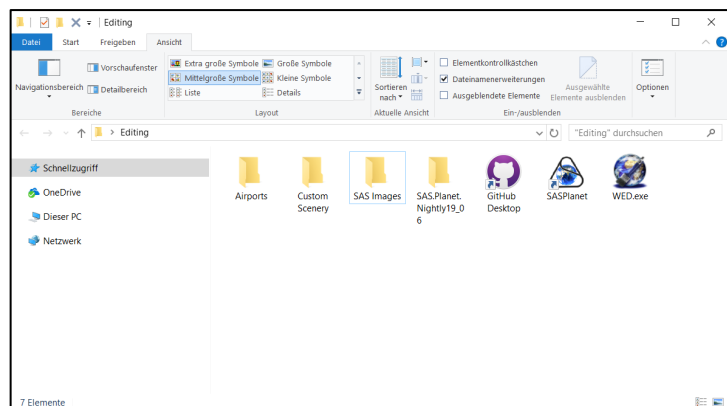 Editing
Datei Start Freigeben Ansicht
Navigationsbereich
Vorschaufenster
Detailbereich
Bereiche
Extra große Symbole Große Symbole
Mittelgroße Symbole Kleine Symbole
Liste Details
Layout
Sortieren
nach
Aktuelle Ansicht
Elementkontrollkästchen
Dateinamenerweiterungen
Ausgeblendete Elemente
Ausgewählte
Elemente ausblenden
Ein-/ausblenden
Optionen
Editing
"Editing" durchsuchen
Schnellzugriff
OneDrive
Dieser PC
Netzwerk
Airports
Custom
Scenery
SAS Images
SAS.Planet.
Nightly19_0
6
GitHub
Desktop
SASPlanet
WED.exe
7 Elemente